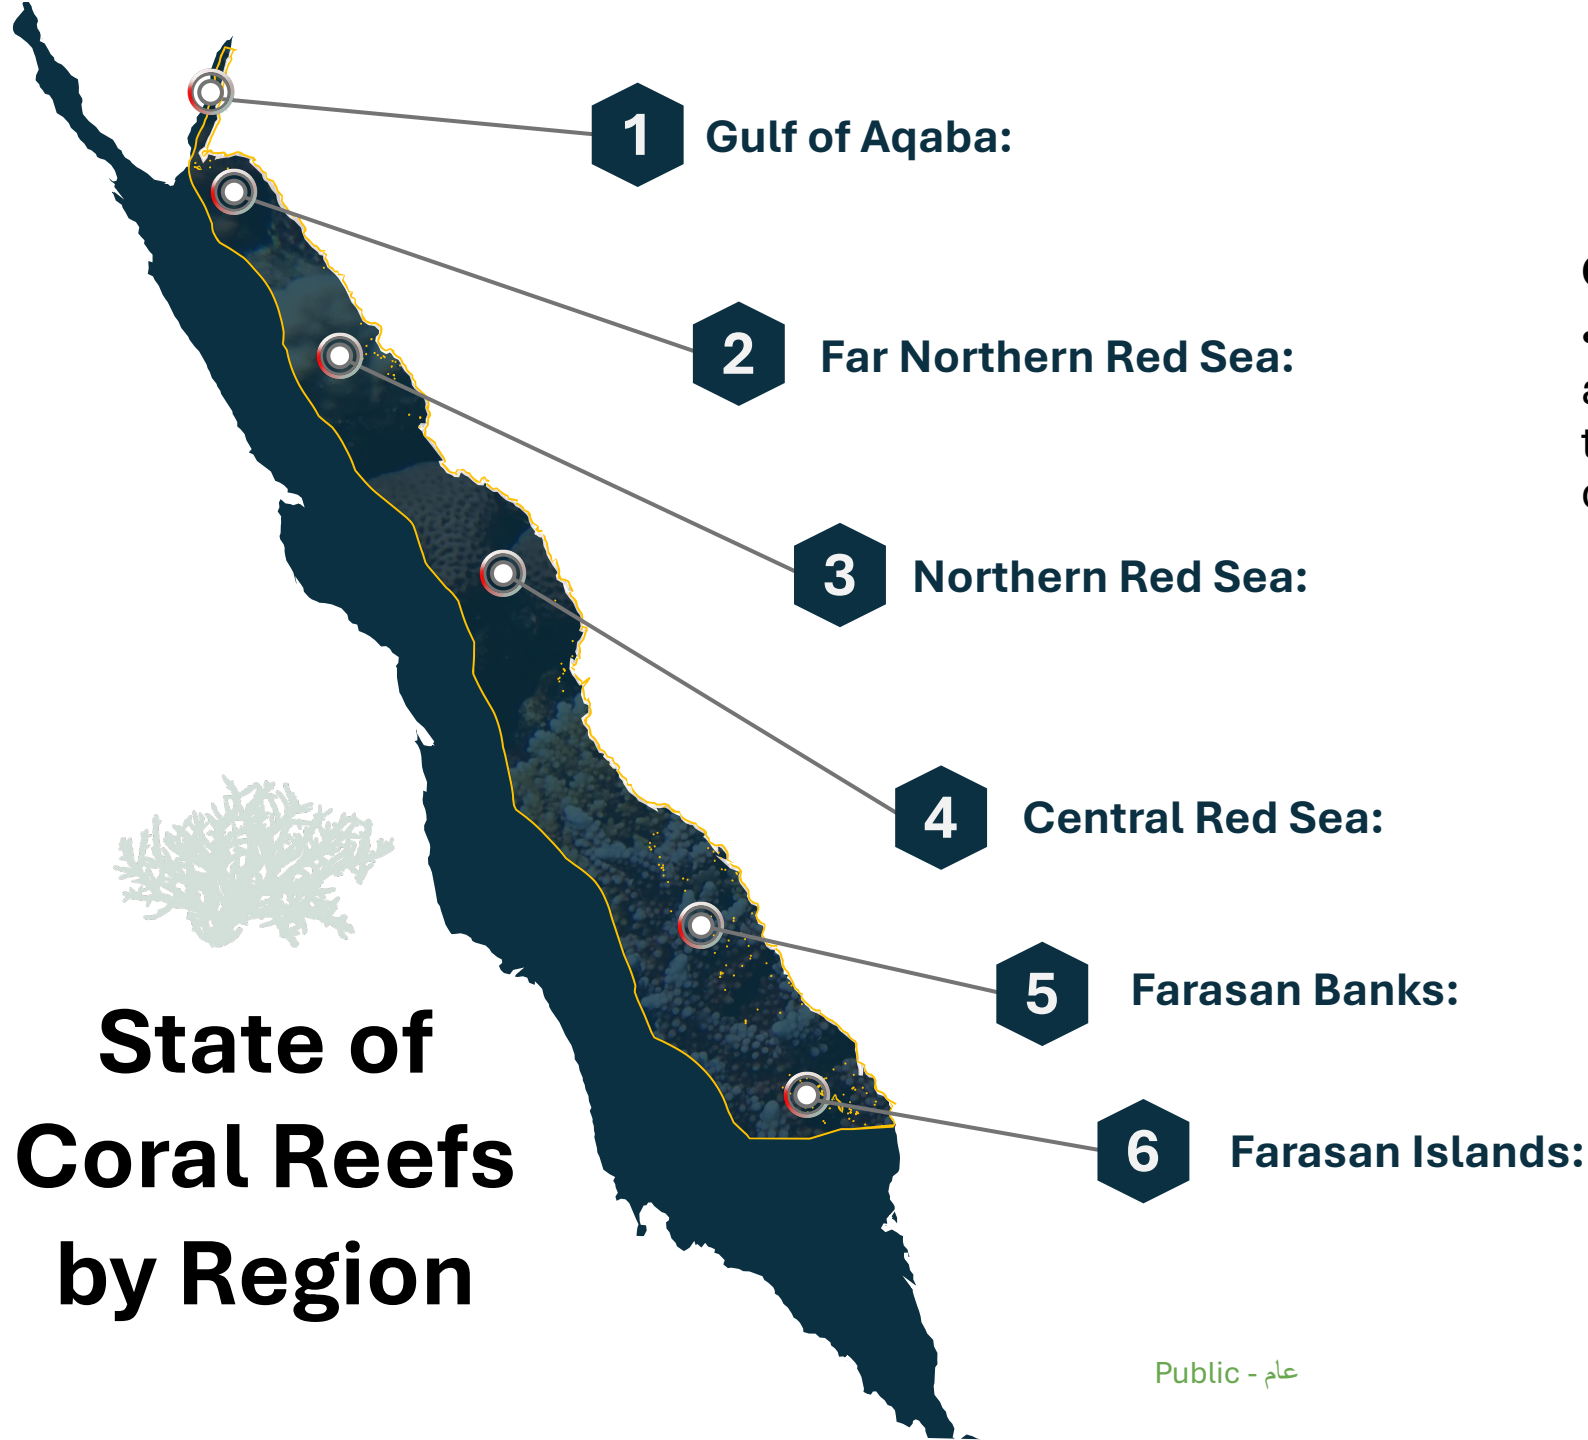 1 Gulf of Aqaba:
2 Far Northern Red Sea:
3 Northern Red Sea:
4 Central Red Sea:
5 Farasan Banks:
6 Farasan Islands:
State of
Coral Reefs
by Region
Public - عام